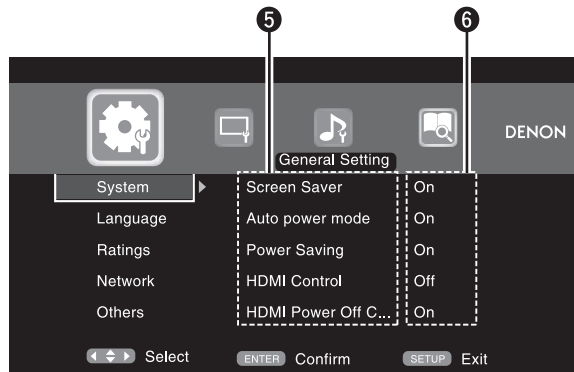 5 6
DENON
General Setting
System Screen Saver On
Language Auto power mode On
Ratings Power Saving On
Network HDMI Control Off
Others HDMI Power Off C... On
Select ENTER Confirm SETUP Exit